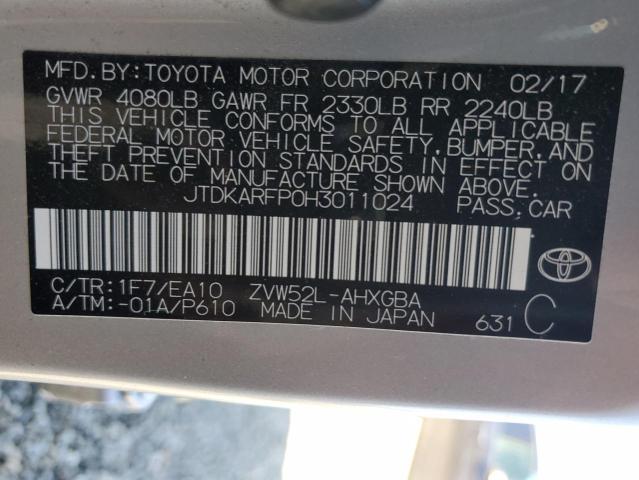 MFD.BY:TOYOTA MOTOR CORPORATION 02/17
GVWR 4080LB GAWR FR 2330LB RR 2240LB
THIS VEHICLE CONFORMS TO ALL APPLICABLE
FEDERAL MOTOR VEHICLE SAFETY,BUMPER,AND
THEFT PREVENTION STANDARDS IN EFFECT ON
THE DATE OF MANUFACTURE SHOWN ABOVE.
JTDKARFP0H3011024 PASS.CAR
C/TR:1F7/EA10 ZVW52L-AHXGBA
A/TM:-01A/P610 MADE IN JAPAN 631 C